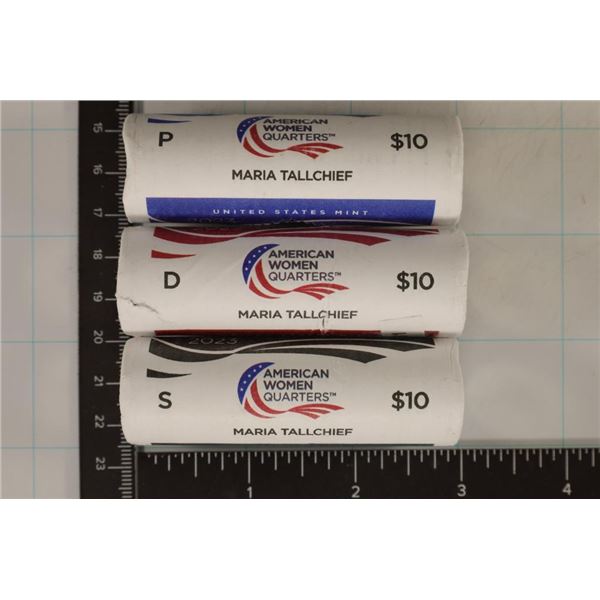 P
AMERICAN
WOMEN
QUARTERS™
$10
MARIA TALLCHIEF
UNITED STATES MINT
2023
D
AMERICAN
WOMEN
QUARTERS™
$10
MARIA TALLCHIEF
2023
S
AMERICAN
WOMEN
QUARTERS™
$10
MARIA TALLCHIEF
15
16
17
18
19
20
21
22
23
1 2 3 4